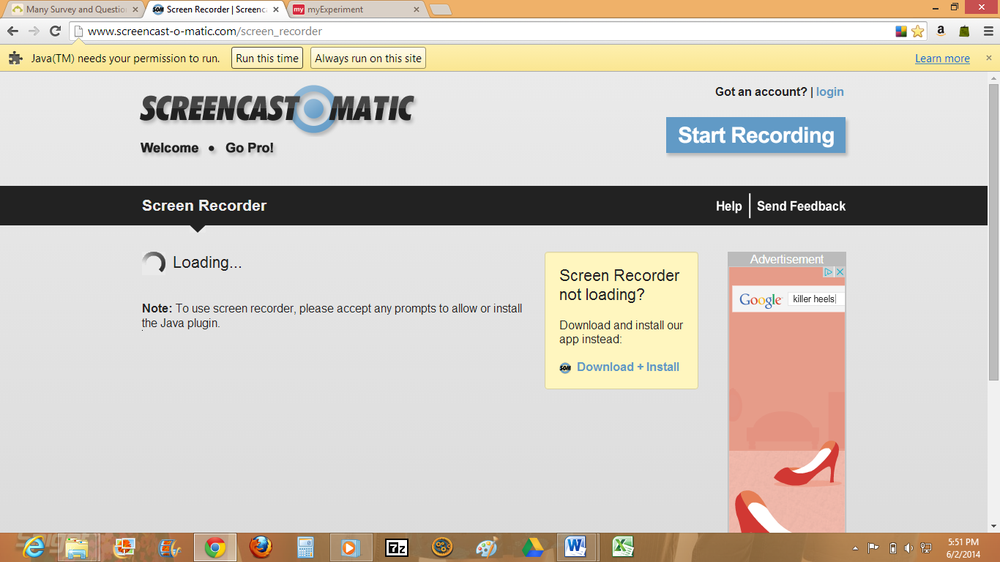 Many Survey and Question
Screen Recorder | Screenc
my myExperiment
www.screencast-o-matic.com/screen_recorder
a
Java(TM) needs your permission to run.
Run this time
Always run on this site
Learn more
SCREENCAST O MATIC
Got an account? | login
Start Recording
Welcome • Go Pro!
Screen Recorder
Help
Send Feedback
Loading...
Note: To use screen recorder, please accept any prompts to allow or install
the Java plugin.
Screen Recorder
not loading?
Download and install our
app instead:
SOM Download + Install
Advertisement
Google killer heels
7z
5:51 PM
6/2/2014